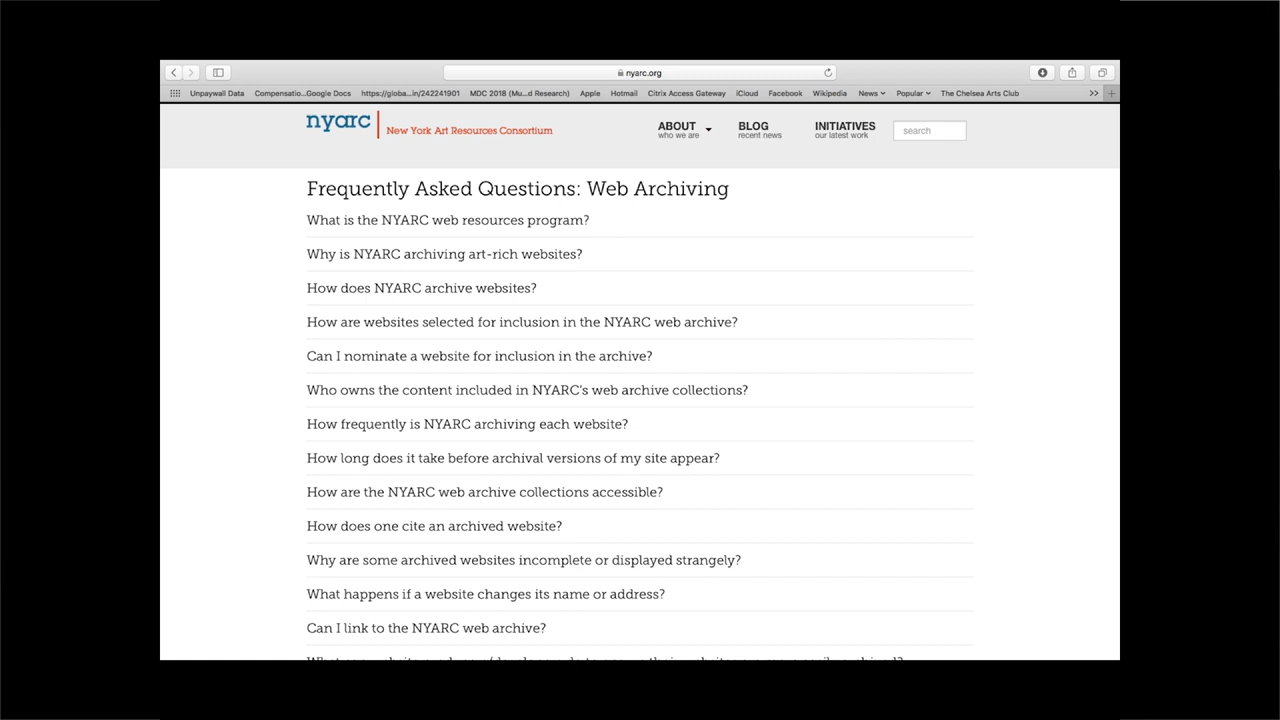 nyarc.org
Unpaywall Data Compensatio...Google Docs https://globa...in/242241901 MDC 2018 (Mu...d Research) Apple Hotmail Citrix Access Gateway iCloud Facebook Wikipedia News Popular The Chelsea Arts Club >> +
nyarc New York Art Resources Consortium
ABOUT BLOG INITIATIVES search
who we are recent news our latest work
Frequently Asked Questions: Web Archiving
What is the NYARC web resources program?
Why is NYARC archiving art-rich websites?
How does NYARC archive websites?
How are websites selected for inclusion in the NYARC web archive?
Can I nominate a website for inclusion in the archive?
Who owns the content included in NYARC's web archive collections?
How frequently is NYARC archiving each website?
How long does it take before archival versions of my site appear?
How are the NYARC web archive collections accessible?
How does one cite an archived website?
Why are some archived websites incomplete or displayed strangely?
What happens if a website changes its name or address?
Can I link to the NYARC web archive?